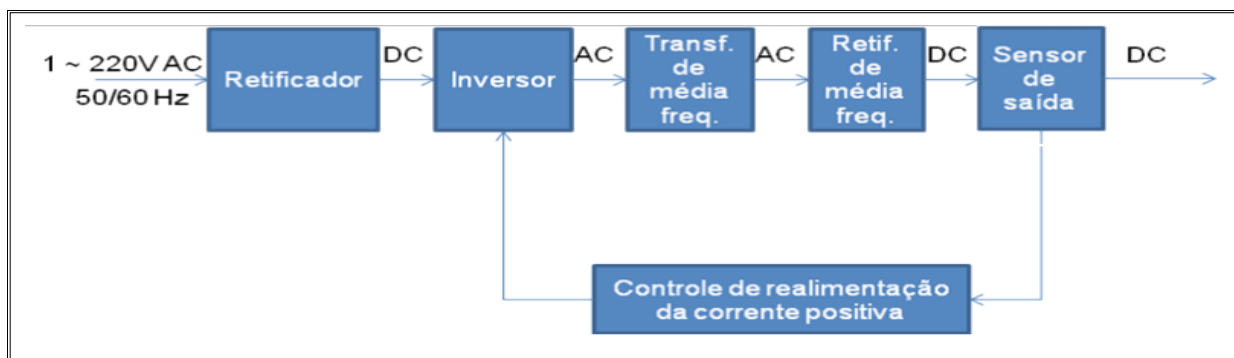 1 ~ 220V AC
50/60 Hz
Retificador
DC
Inversor
AC
Transf.
de
média
freq.
AC
Retif.
de
média
freq.
DC
Sensor
de
saída
DC
Controle de realimentação
da corrente positiva